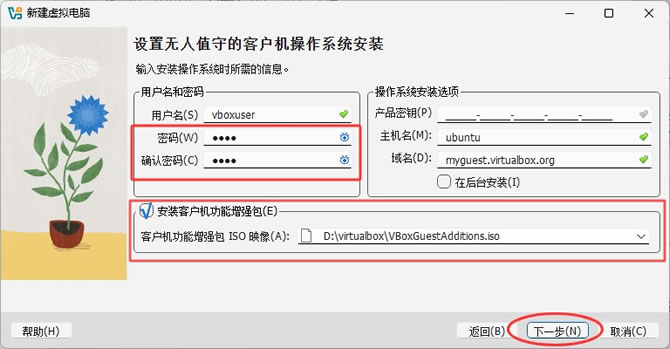 新建虚拟电脑
设置无人值守的客户机操作系统安装
输入安装操作系统时所需的信息。
用户名和密码
用户名(S) vboxuser
密码(W) ●●●●
确认密码(C) ●●●●
操作系统安装选项
产品密钥(P) _____-_____-_____-_____-_____
主机名(M): ubuntu
域名(D): myguest.virtualbox.org
在后台安装(I)
安装客户机功能增强包(E)
客户机功能增强包 ISO 映像(A): D:\virtualbox\VBoxGuestAdditions.iso
帮助(H) 返回(B) 下一步(N) 取消(C)